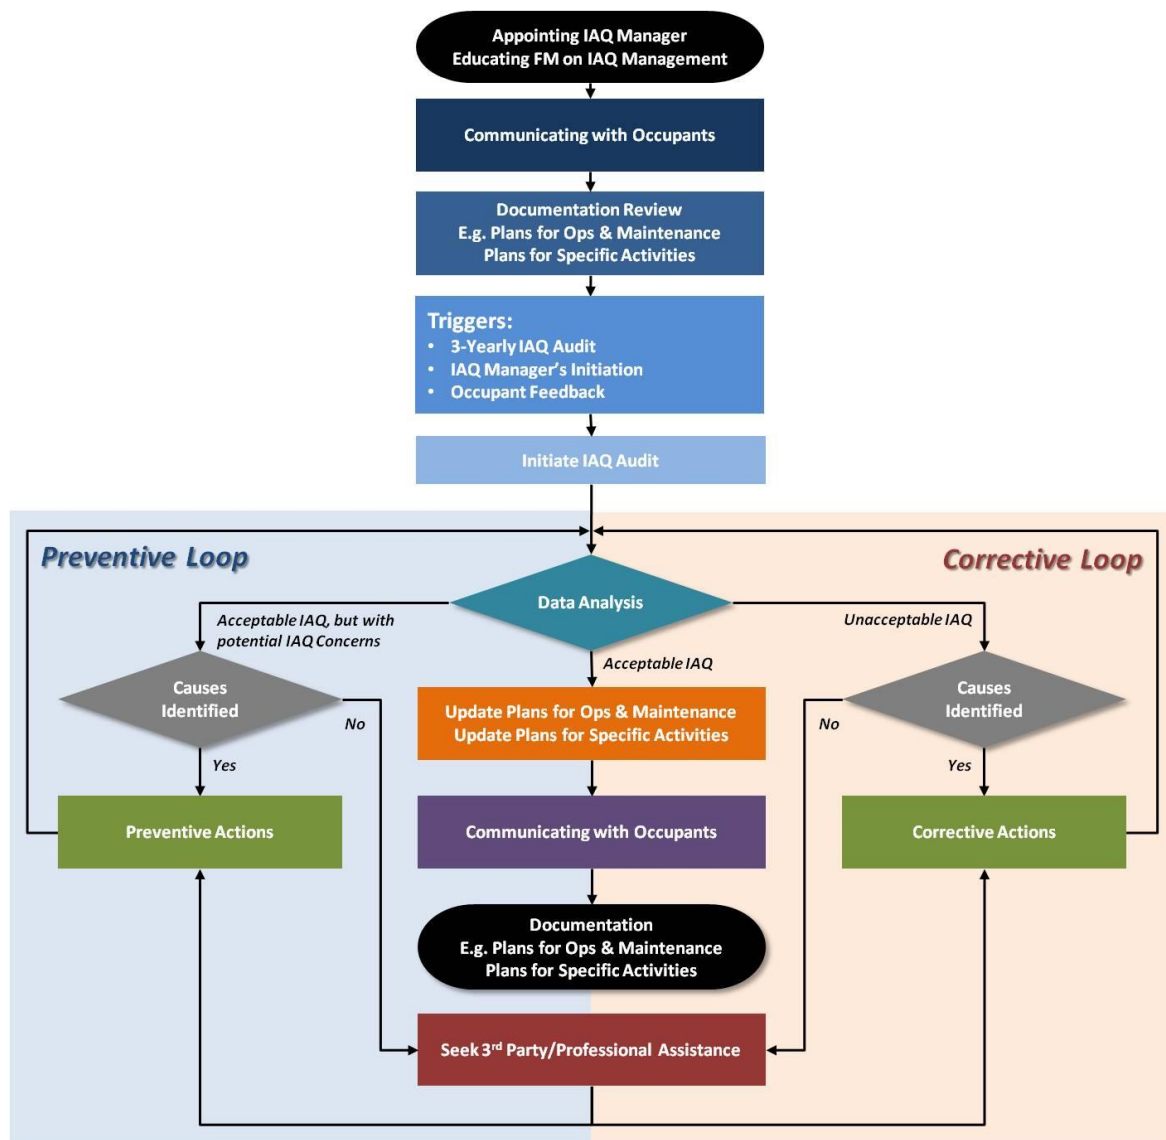 Appointing IAQ Manager
Educating FM on IAQ Management
Communicating with Occupants
Documentation Review
E.g. Plans for Ops & Maintenance
Plans for Specific Activities
Triggers:
• 3-Yearly IAQ Audit
• IAQ Manager's Initiation
• Occupant Feedback
Initiate IAQ Audit
Preventive Loop
Corrective Loop
Data Analysis
Acceptable IAQ, but with
potential IAQ Concerns
Unacceptable IAQ
Acceptable IAQ
Causes
Identified
No
Yes
Update Plans for Ops & Maintenance
Update Plans for Specific Activities
Causes
Identified
No
Yes
Preventive Actions
Communicating with Occupants
Corrective Actions
Documentation
E.g. Plans for Ops & Maintenance
Plans for Specific Activities
Seek 3rd Party/Professional Assistance